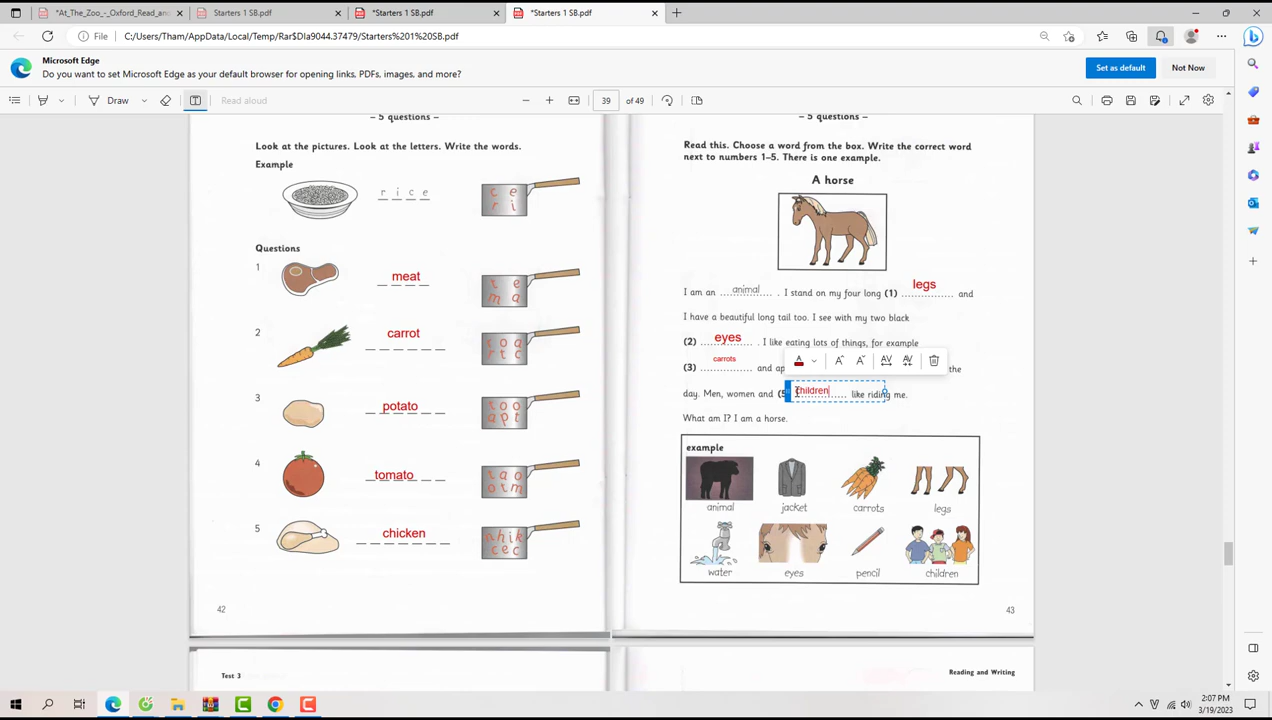 *At_The_Zoo_-_Oxford_Read_and
Starters 1 SB.pdf
*Starters 1 SB.pdf
*Starters 1 SB.pdf
File
C:/Users/Tham/AppData/Local/Temp/Rar$DIa9044.37479/Starters%201%20SB.pdf
Microsoft Edge
Do you want to set Microsoft Edge as your default browser for opening links, PDFs, images, and more?
Set as default
Not Now
Draw
Read aloud
39 of 49
– 5 questions –
Look at the pictures. Look at the letters. Write the words.
Example
r i c e
c e
r i
Questions
1
meat
t e
m a
2
carrot
r o a
r t c
3
potato
t o o
a p t
4
tomato
t a o
o t m
5
chicken
n h i k
c e c
42
– 5 questions –
Read this. Choose a word from the box. Write the correct word
next to numbers 1–5. There is one example.
A horse
I am an animal. I stand on my four long (1) legs and
I have a beautiful long tail too. I see with my two black
(2) eyes. I like eating lots of things, for example
(3) carrots and ap the
day. Men, women and (5 children like riding me.
What am I? I am a horse.
example
animal
jacket
carrots
legs
water
eyes
pencil
children
43
Test 3
Reading and Writing
2:07 PM
3/19/2023